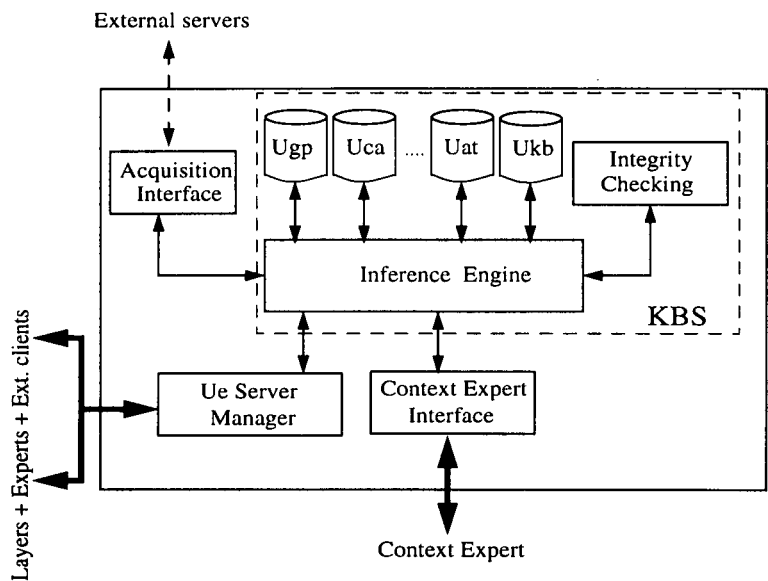 External servers
Ugp
Uca
....
Uat
Ukb
Acquisition
Interface
Integrity
Checking
Inference Engine
KBS
Ue Server
Manager
Context Expert
Interface
Layers + Experts + Ext. clients
Context Expert